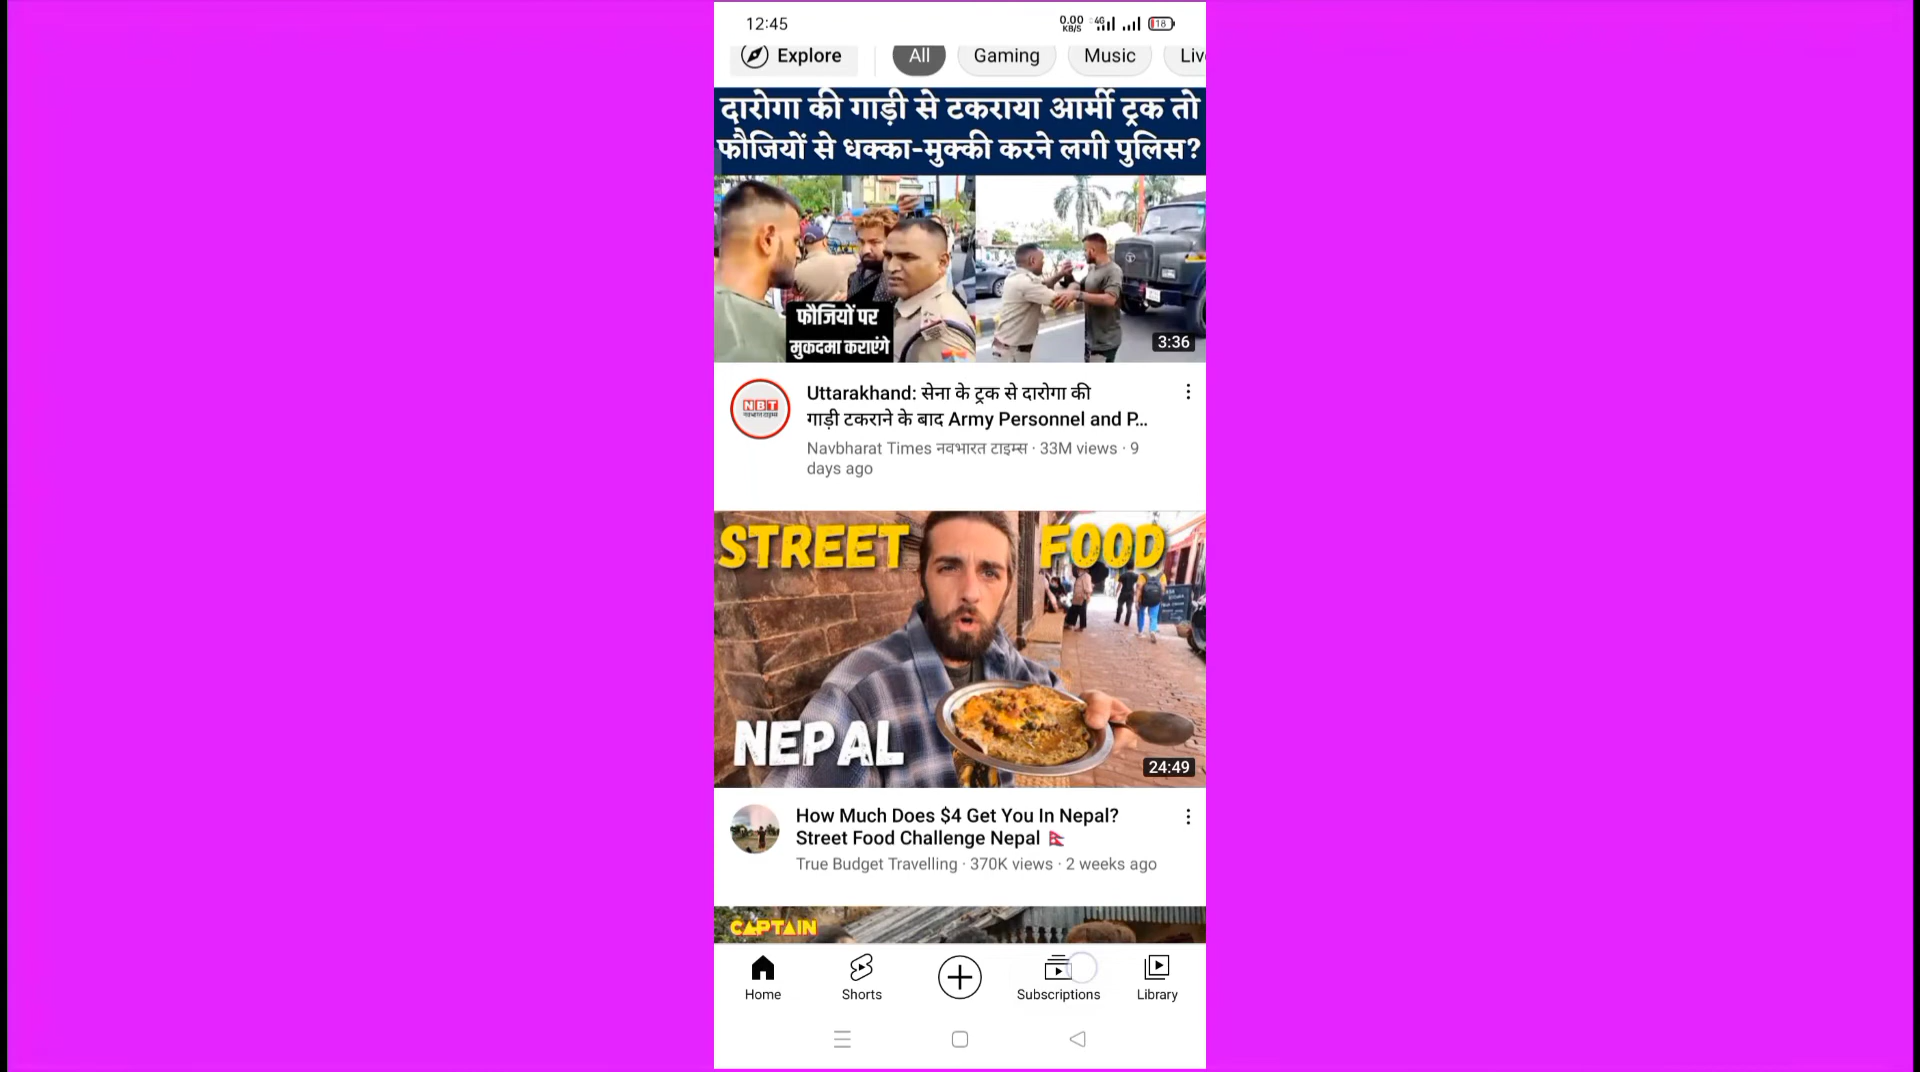 12:45
0.00 KB/S 4G 18
Explore All Gaming Music Liv
दारोगा की गाड़ी से टकराया आर्मी ट्रक तो
फौजियों से धक्का-मुक्की करने लगी पुलिस?
फौजियों पर
मुकदमा कराएंगे
3:36
NBT
नवभारत टाइम्स
Uttarakhand: सेना के ट्रक से दारोगा की
गाड़ी टकराने के बाद Army Personnel and P...
Navbharat Times नवभारत टाइम्स · 33M views · 9
days ago
STREET FOOD
NEPAL
24:49
How Much Does $4 Get You In Nepal?
Street Food Challenge Nepal 🇳🇵
True Budget Travelling · 370K views · 2 weeks ago
CAPTAIN
Home Shorts Subscriptions Library